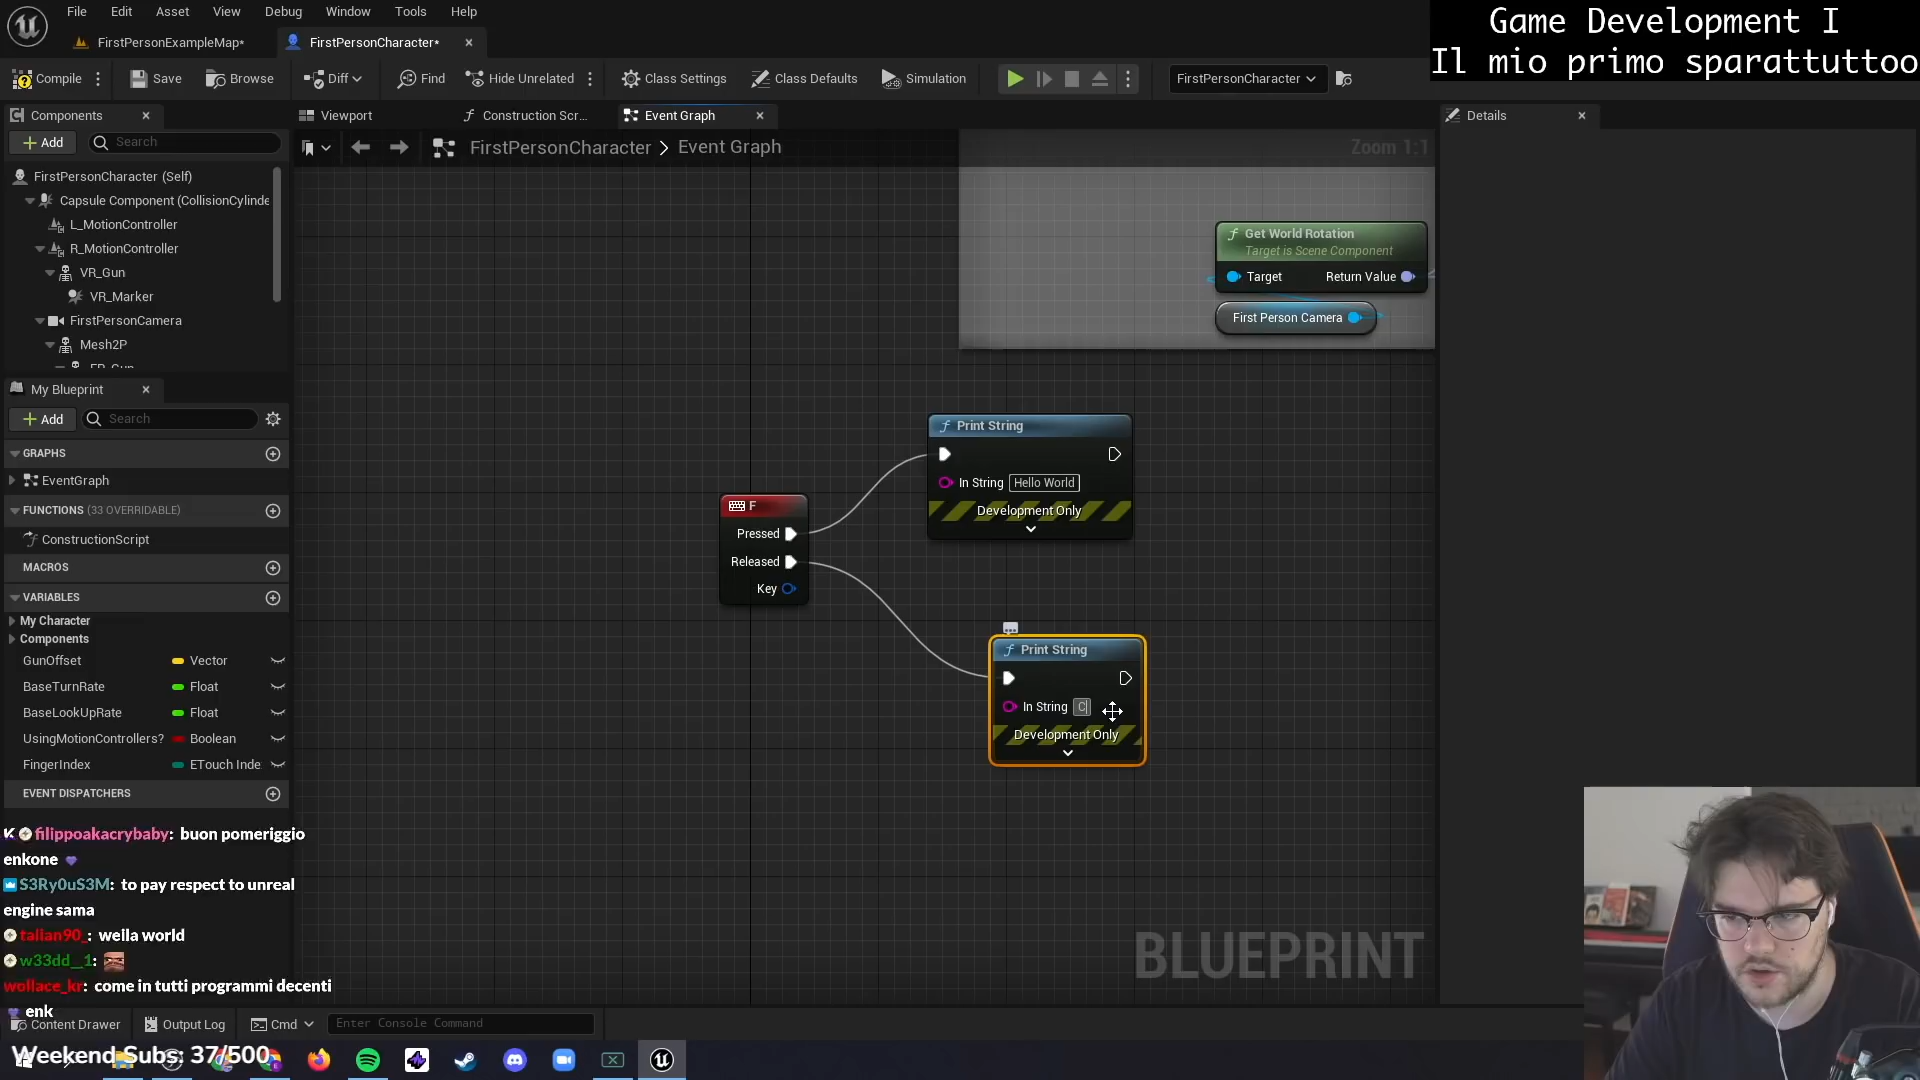 File Edit Asset View Debug Window Tools Help
FirstPersonExampleMap* FirstPersonCharacter*
Game Development I
Il mio primo sparattuttoo
Compile Save Browse Diff Find Hide Unrelated Class Settings Class Defaults Simulation FirstPersonCharacter
Components Viewport Construction Scr... Event Graph Details
Add Search
FirstPersonCharacter > Event Graph Zoom 1:1
FirstPersonCharacter (Self)
Capsule Component (CollisionCylinde
L_MotionController
R_MotionController
VR_Gun
VR_Marker
FirstPersonCamera
Mesh2P
Get World Rotation
Target is Scene Component
Target Return Value
First Person Camera
My Blueprint
Add Search
GRAPHS
EventGraph
FUNCTIONS (33 OVERRIDABLE)
ConstructionScript
MACROS
VARIABLES
My Character
Components
GunOffset Vector
BaseTurnRate Float
BaseLookUpRate Float
UsingMotionControllers? Boolean
FingerIndex ETouch Inde
EVENT DISPATCHERS
Print String
In String Hello World
Development Only
F
Pressed
Released
Key
Print String
In String C
Development Only
BLUEPRINT
filippoakacrybaby: buon pomeriggio
enkone
S3Ry0uS3M: to pay respect to unreal
engine sama
talian90_: weila world
w33dd__1:
wollace_kr: come in tutti programmi decenti
enk
Content Drawer Output Log Cmd Enter Console Command
Weekend Subs: 37/500